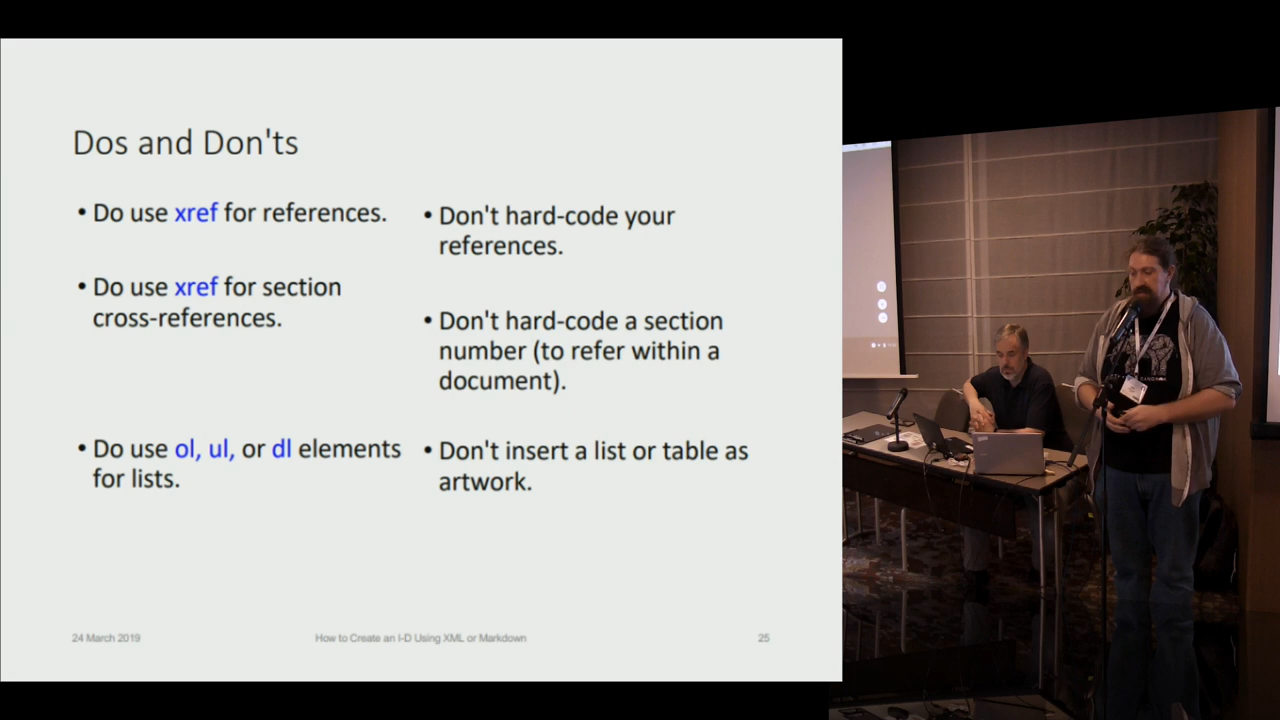 Dos and Don'ts
• Do use xref for references.
• Do use xref for section
cross-references.
• Do use ol, ul, or dl elements
for lists.
• Don't hard-code your
references.
• Don't hard-code a section
number (to refer within a
document).
• Don't insert a list or table as
artwork.
24 March 2019
How to Create an I-D Using XML or Markdown
25